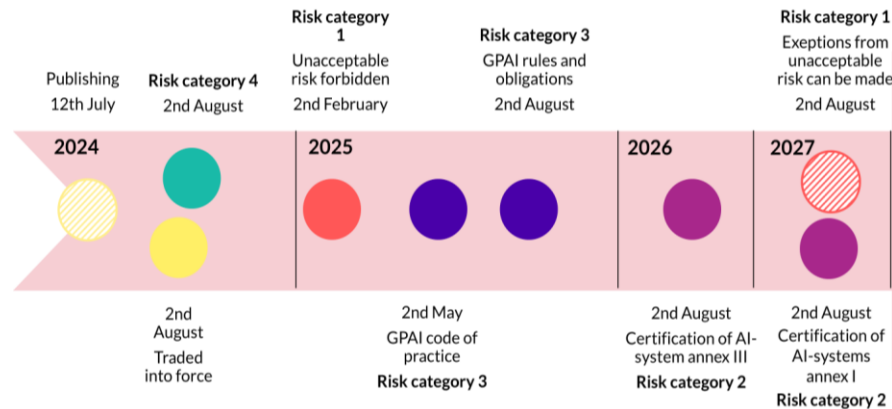 Publishing
12th July
Risk category 4
2nd August
Risk category
1
Unacceptable
risk forbidden
2nd February
Risk category 3
GPAI rules and
obligations
2nd August
Risk category 1
Exeptions from
unacceptable
risk can be made
2nd August
2024
2025
2026
2027
2nd
August
Traded
into force
2nd May
GPAI code of
practice
Risk category 3
2nd August
Certification of AI-
system annex III
Risk category 2
2nd August
Certification of
AI-systems
annex I
Risk category 2